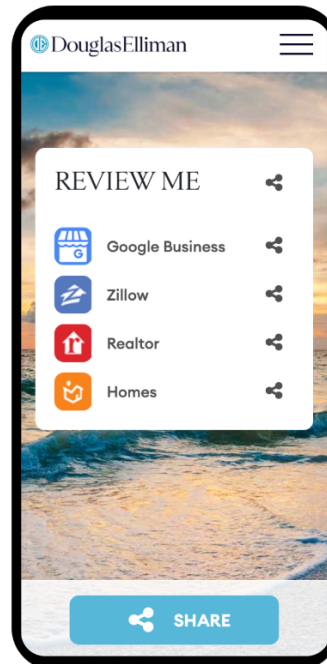 DouglasElliman
REVIEW ME
G
Google Business
Zillow
Realtor
Homes
SHARE